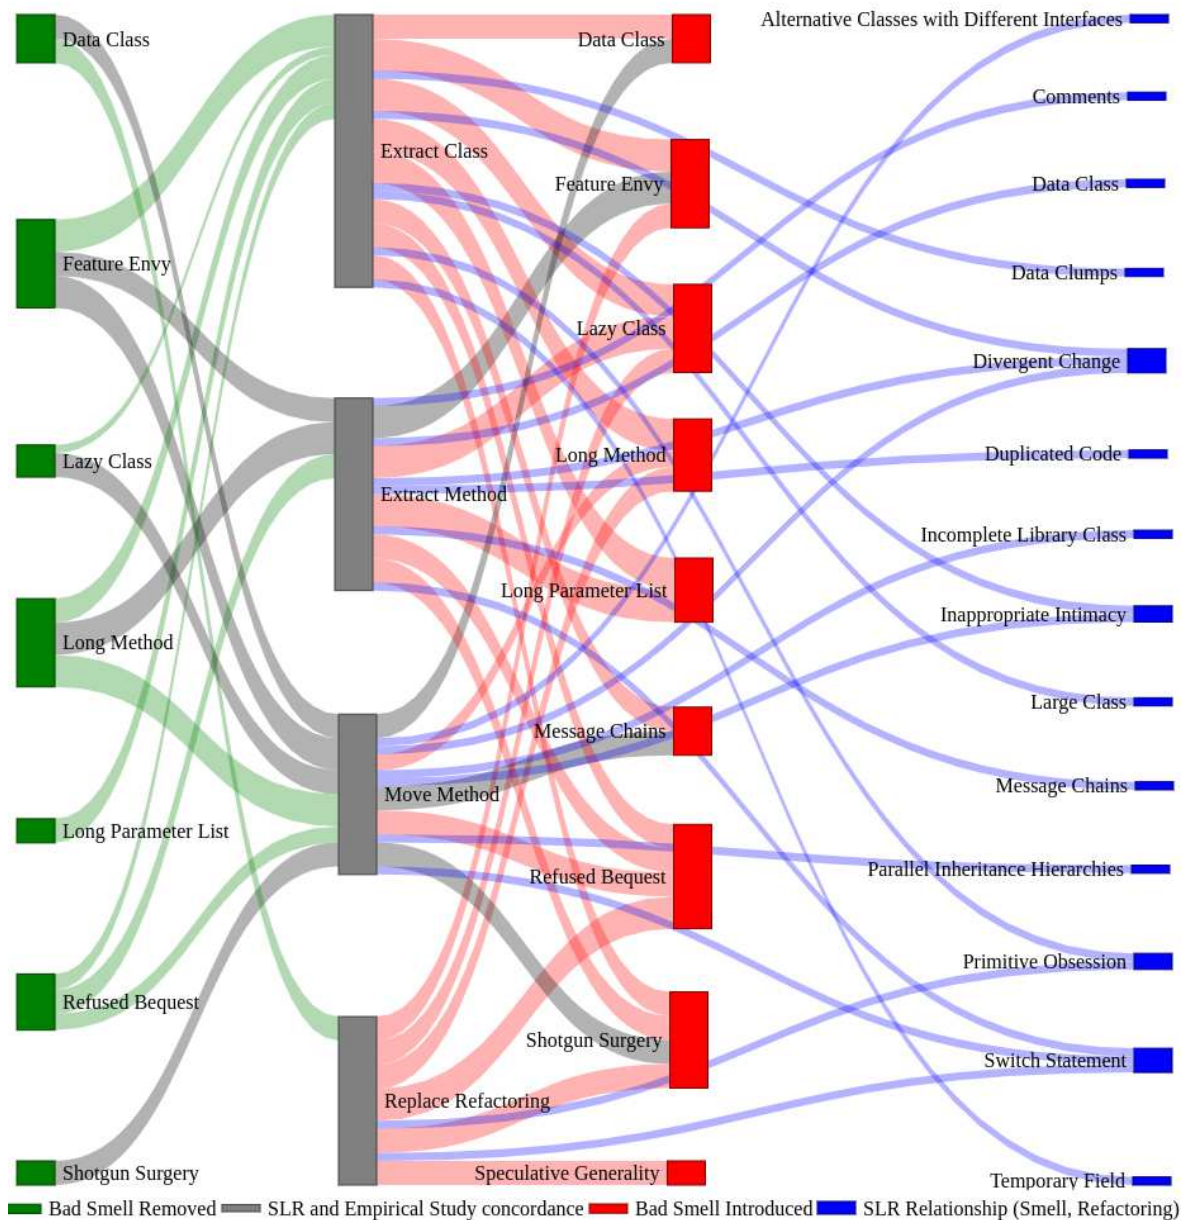 Data Class
Feature Envy
Lazy Class
Long Method
Long Parameter List
Refused Bequest
Shotgun Surgery
Extract Class
Extract Method
Move Method
Replace Refactoring
Data Class
Feature Envy
Lazy Class
Long Method
Long Parameter List
Message Chains
Refused Bequest
Shotgun Surgery
Speculative Generality
Alternative Classes with Different Interfaces
Comments
Data Class
Data Clumps
Divergent Change
Duplicated Code
Incomplete Library Class
Inappropriate Intimacy
Large Class
Message Chains
Parallel Inheritance Hierarchies
Primitive Obsession
Switch Statement
Temporary Field
Bad Smell Removed SLR and Empirical Study concordance Bad Smell Introduced SLR Relationship (Smell, Refactoring)